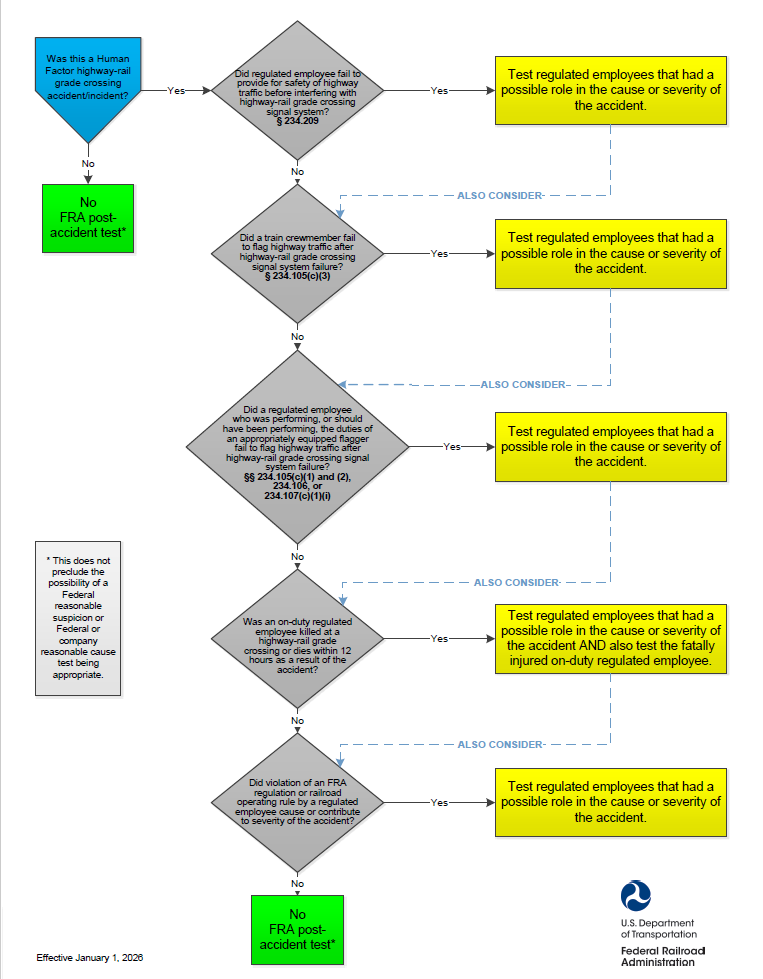 Was this a Human
Factor highway-rail
grade crossing
accident/incident?
Yes
Did regulated employee fail to
provide for safety of highway
traffic before interfering with
highway-rail grade crossing
signal system?
§ 234.209
Yes
Test regulated employees that had a
possible role in the cause or severity of
the accident.
No
No
FRA post-
accident test*
No
ALSO CONSIDER
Did a train crewmember fail
to flag highway traffic after
highway-rail grade crossing
signal system failure?
§ 234.105(c)(3)
Yes
Test regulated employees that had a
possible role in the cause or severity of
the accident.
No
ALSO CONSIDER
Did a regulated employee
who was performing, or should
have been performing, the duties of
an appropriately equipped flagger
fail to flag highway traffic after
highway-rail grade crossing signal
system failure?
§§ 234.105(c)(1) and (2),
234.106, or
234.107(c)(1)(i)
Yes
Test regulated employees that had a
possible role in the cause or severity of
the accident.
No
ALSO CONSIDER
* This does not
preclude the
possibility of a
Federal
reasonable
suspicion or
Federal or
company
reasonable cause
test being
appropriate.
Was an on-duty regulated
employee killed at a
highway-rail grade
crossing or dies within 12
hours as a result of the
accident?
Yes
Test regulated employees that had a
possible role in the cause or severity of
the accident AND also test the fatally
injured on-duty regulated employee.
No
ALSO CONSIDER
Did violation of an FRA
regulation or railroad
operating rule by a regulated
employee cause or contribute
to severity of the accident?
Yes
Test regulated employees that had a
possible role in the cause or severity of
the accident.
No
No
FRA post-
accident test*
Effective January 1, 2026
U.S. Department
of Transportation
Federal Railroad
Administration